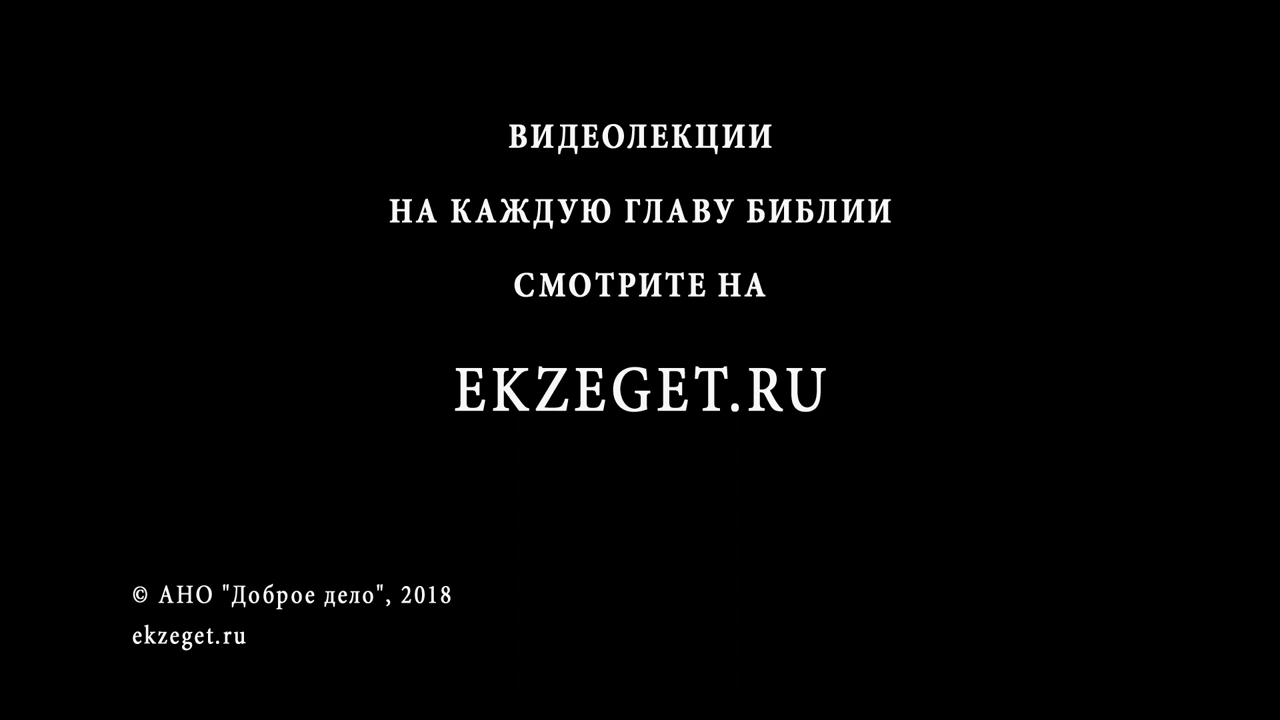 ВИДЕОЛЕКЦИИ
НА КАЖДУЮ ГЛАВУ БИБЛИИ
СМОТРИТЕ НА
EKZEGET.RU
© АНО "Доброе дело", 2018
ekzeget.ru